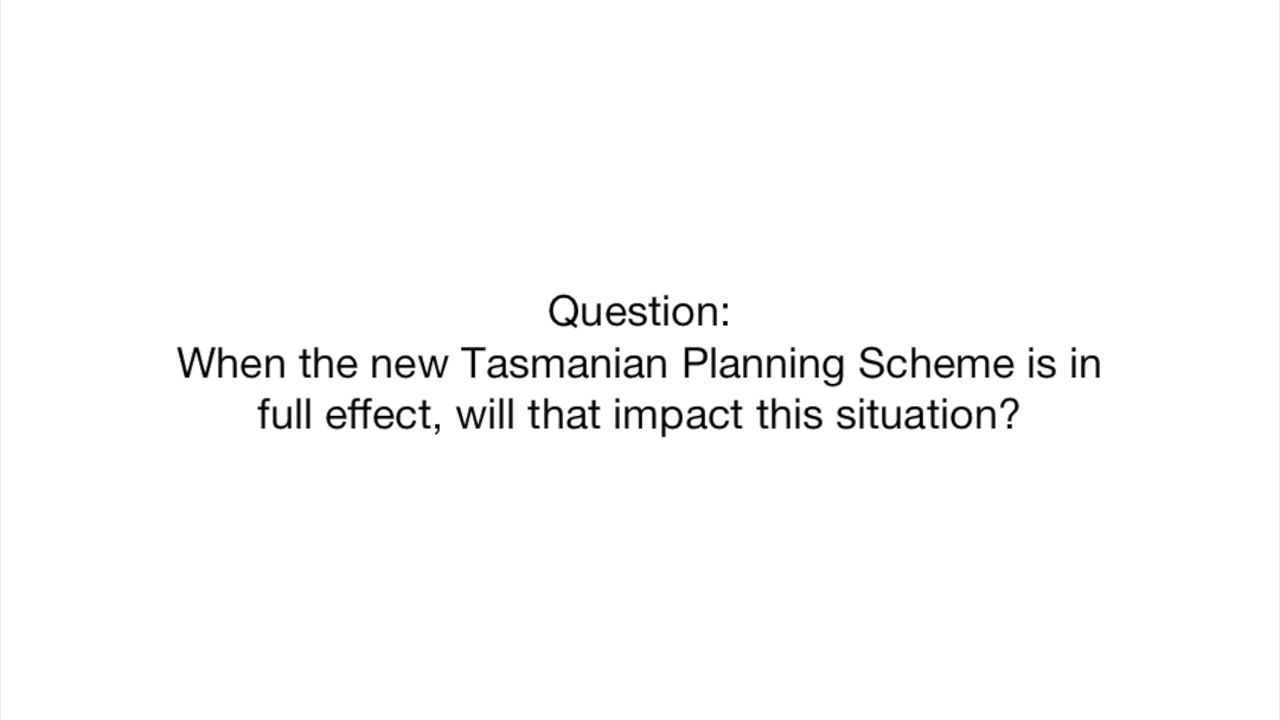 Question:
When the new Tasmanian Planning Scheme is in
full effect, will that impact this situation?